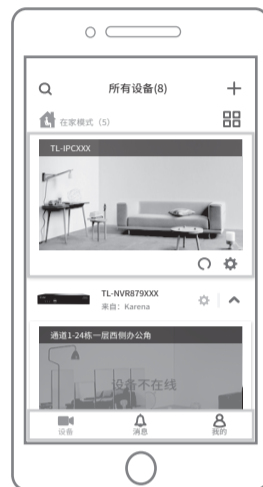 所有设备(8)
在家模式（5）
TL-IPCXXX
TL-NVR879XXX
来自：Karena
通道1-24栋一层西侧办公角
设备不在线
设备
消息
我的